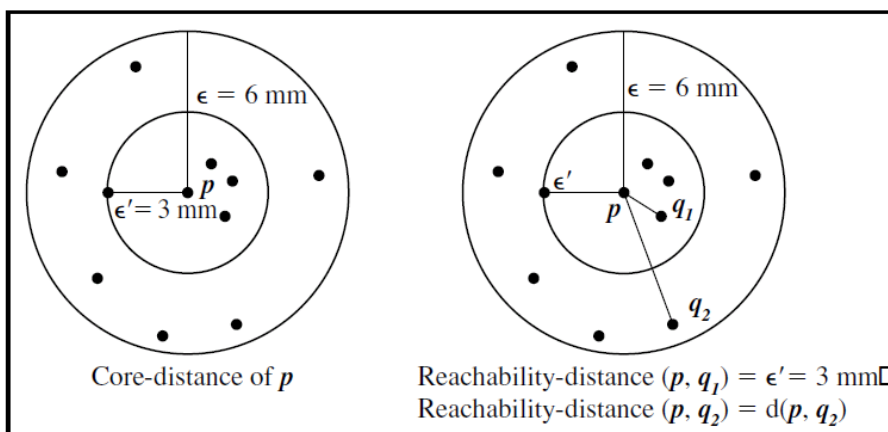 ϵ = 6 mm
p
ϵ′= 3 mm
Core-distance of p
ϵ = 6 mm
ϵ′
p
q₁
q₂
Reachability-distance (p, q₁) = ϵ′= 3 mm
Reachability-distance (p, q₂) = d(p, q₂)